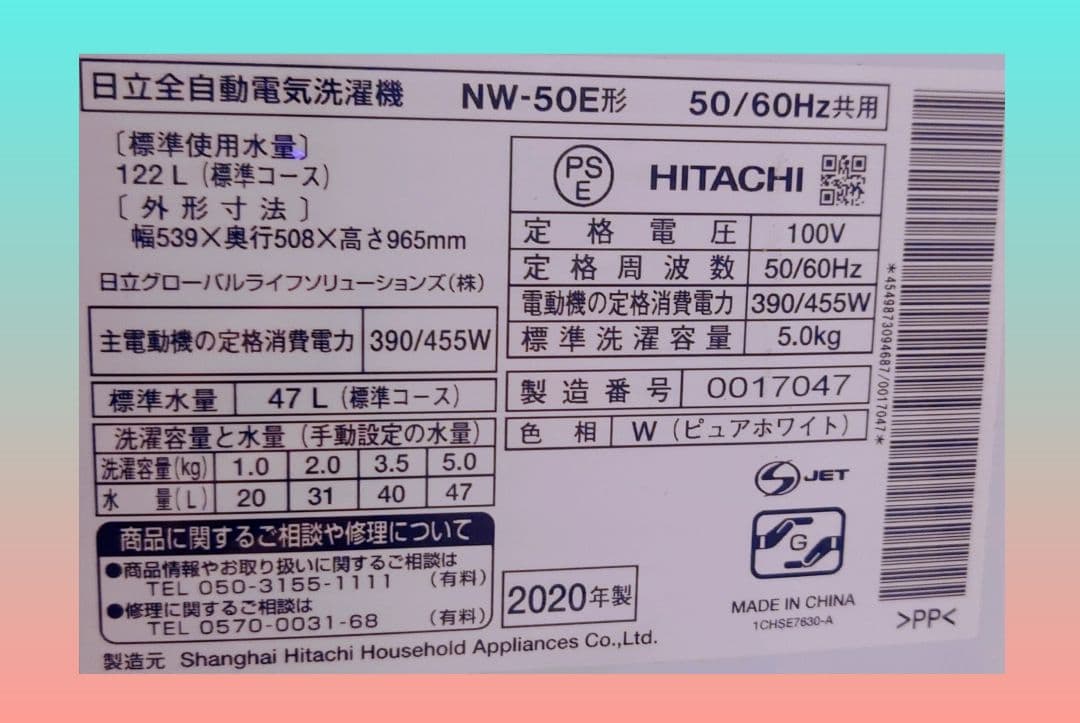 日立全自動電気洗濯機 NW-50E形 50/60Hz共用
〔標準使用水量〕
122 L (標準コース)
〔外形寸法〕
幅539×奥行508×高さ965mm
日立グローバルライフソリューションズ(株)
主電動機の定格消費電力 390/455W
標準水量 47 L (標準コース)
洗濯容量と水量 (手動設定の水量)
洗濯容量(kg) 1.0 2.0 3.5 5.0
水量(L) 20 31 40 47
商品に関するご相談や修理について
●商品情報やお取り扱いに関するご相談は
TEL 050-3155-1111 (有料)
●修理に関するご相談は
TEL 0570-0031-68 (有料)
製造元 Shanghai Hitachi Household Appliances Co.,Ltd.
PS
E
HITACHI
定格電圧 100V
定格周波数 50/60Hz
電動機の定格消費電力 390/455W
標準洗濯容量 5.0kg
製造番号 0017047
色相 W (ピュアホワイト)
S JET
G
2020年製
MADE IN CHINA
1CHSE7630-A
>PP<
*4549873094687/0017047*